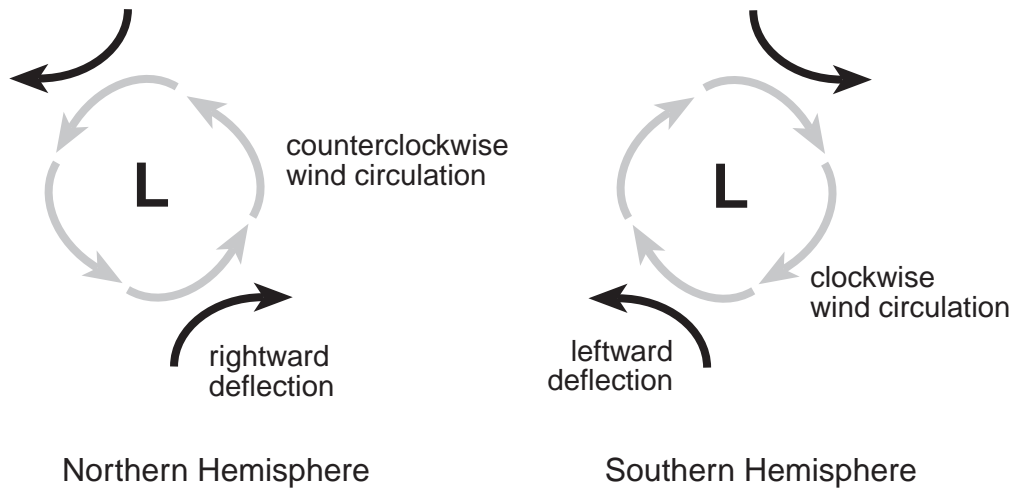 L
counterclockwise
wind circulation
rightward
deflection
Northern Hemisphere
L
clockwise
wind circulation
leftward
deflection
Southern Hemisphere